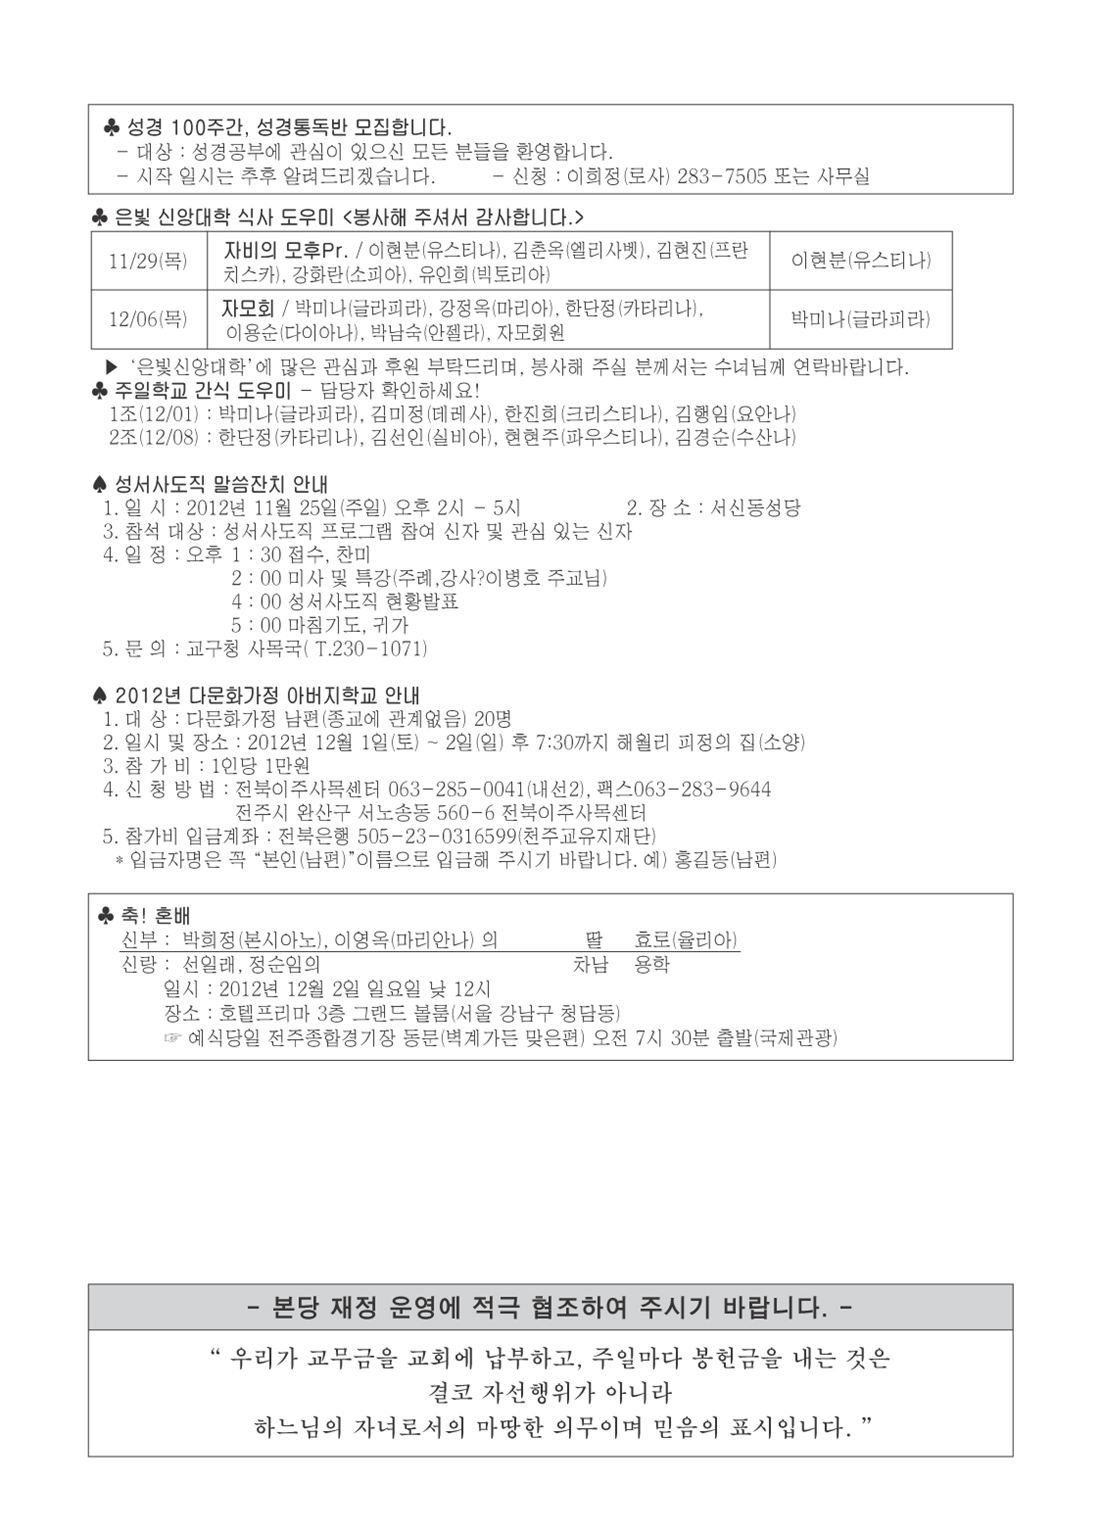 ♣ 성경 100주간, 성경통독반 모집합니다.
- 대상 : 성경공부에 관심이 있으신 모든 분들을 환영합니다.
- 시작 일시는 추후 알려드리겠습니다. - 신청 : 이희정(로사) 283-7505 또는 사무실
♣ 은빛 신앙대학 식사 도우미 <봉사해 주셔서 감사합니다.>
11/29(목) 자비의 모후Pr. / 이현분(유스티나), 김춘옥(엘리사벳), 김현진(프란 이현분(유스티나)
치스카), 강화란(소피아), 유인희(빅토리아)
12/06(목) 자모회 / 박미나(글라피라), 강정옥(마리아), 한단정(카타리나), 박미나(글라피라)
이용순(다이아나), 박남숙(안젤라), 자모회원
▶ ‘은빛신앙대학’에 많은 관심과 후원 부탁드리며, 봉사해 주실 분께서는 수녀님께 연락바랍니다.
♣ 주일학교 간식 도우미 - 담당자 확인하세요!
1조(12/01) : 박미나(글라피라), 김미정(데레사), 한진희(크리스티나), 김행임(요안나)
2조(12/08) : 한단정(카타리나), 김선인(실비아), 현현주(파우스티나), 김경순(수산나)
♠ 성서사도직 말씀잔치 안내
1. 일 시 : 2012년 11월 25일(주일) 오후 2시 - 5시 2. 장 소 : 서신동성당
3. 참석 대상 : 성서사도직 프로그램 참여 신자 및 관심 있는 신자
4. 일 정 : 오후 1 : 30 접수, 찬미
2 : 00 미사 및 특강(주례,강사?이병호 주교님)
4 : 00 성서사도직 현황발표
5 : 00 마침기도, 귀가
5. 문 의 : 교구청 사목국( T.230-1071)
♠ 2012년 다문화가정 아버지학교 안내
1. 대 상 : 다문화가정 남편(종교에 관계없음) 20명
2. 일시 및 장소 : 2012년 12월 1일(토) ~ 2일(일) 후 7:30까지 해월리 피정의 집(소양)
3. 참 가 비 : 1인당 1만원
4. 신 청 방 법 : 전북이주사목센터 063-285-0041(내선2), 팩스063-283-9644
전주시 완산구 서노송동 560-6 전북이주사목센터
5. 참가비 입금계좌 : 전북은행 505-23-0316599(천주교유지재단)
* 입금자명은 꼭 “본인(남편)”이름으로 입금해 주시기 바랍니다. 예) 홍길동(남편)
♣ 축! 혼배
신부 : 박희정(본시아노), 이영옥(마리안나) 의 딸 효로(율리아)
신랑 : 선일래, 정순임의 차남 용학
일시 : 2012년 12월 2일 일요일 낮 12시
장소 : 호텔프리마 3층 그랜드 볼룸(서울 강남구 청담동)
☞ 예식당일 전주종합경기장 동문(벽계가든 맞은편) 오전 7시 30분 출발(국제관광)
- 본당 재정 운영에 적극 협조하여 주시기 바랍니다. -
“ 우리가 교무금을 교회에 납부하고, 주일마다 봉헌금을 내는 것은
결코 자선행위가 아니라
하느님의 자녀로서의 마땅한 의무이며 믿음의 표시입니다. ”